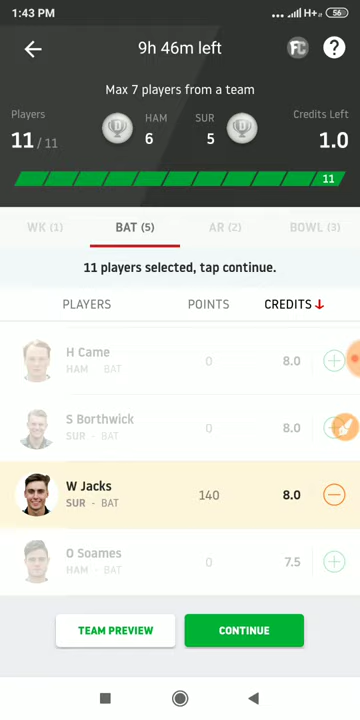 1:43 PM
H+
56
9h 46m left
FC
?
Max 7 players from a team
Players
11 / 11
HAM
6
D
SUR
5
D
Credits Left
1.0
11
WK (1)
BAT (5)
AR (2)
BOWL (3)
11 players selected, tap continue.
PLAYERS
POINTS
CREDITS
H Came
HAM - BAT
0
8.0
S Borthwick
SUR - BAT
0
8.0
W Jacks
SUR - BAT
140
8.0
O Soames
HAM - BAT
0
7.5
TEAM PREVIEW
CONTINUE